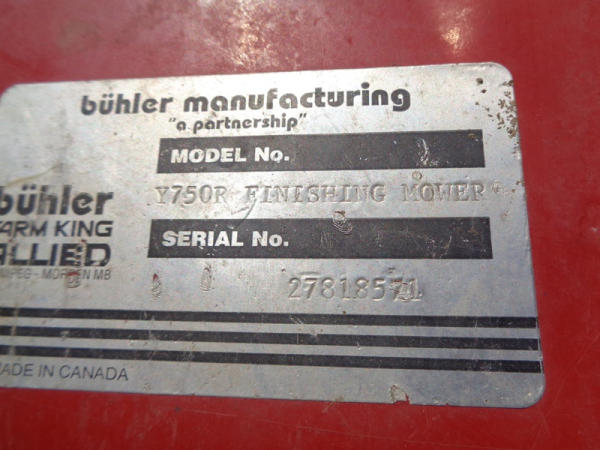 bühler manufacturing
"a partnership"
MODEL No.
Y750R FINISHING MOWER
bühler
FARM KING
ALLIED
SERIAL No.
27818571
MADE IN CANADA